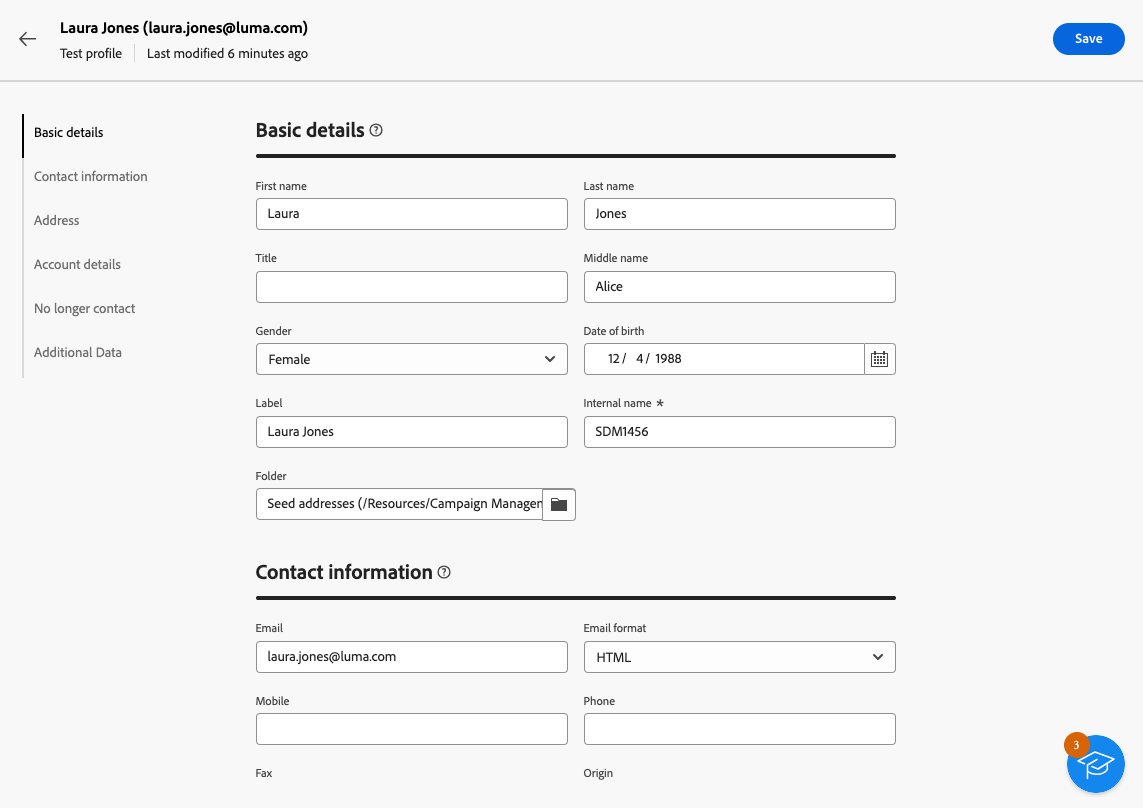 Laura Jones (laura.jones@luma.com)
Test profile
Last modified 6 minutes ago
Save
Basic details
Contact information
Address
Account details
No longer contact
Additional Data
Basic details
First name
Last name
Laura
Jones
Title
Middle name
Alice
Gender
Date of birth
Female
12 / 4 / 1988
Label
Internal name *
Laura Jones
SDM1456
Folder
Seed addresses (/Resources/Campaign Managen
Contact information
Email
Email format
laura.jones@luma.com
HTML
Mobile
Phone
Fax
Origin
3